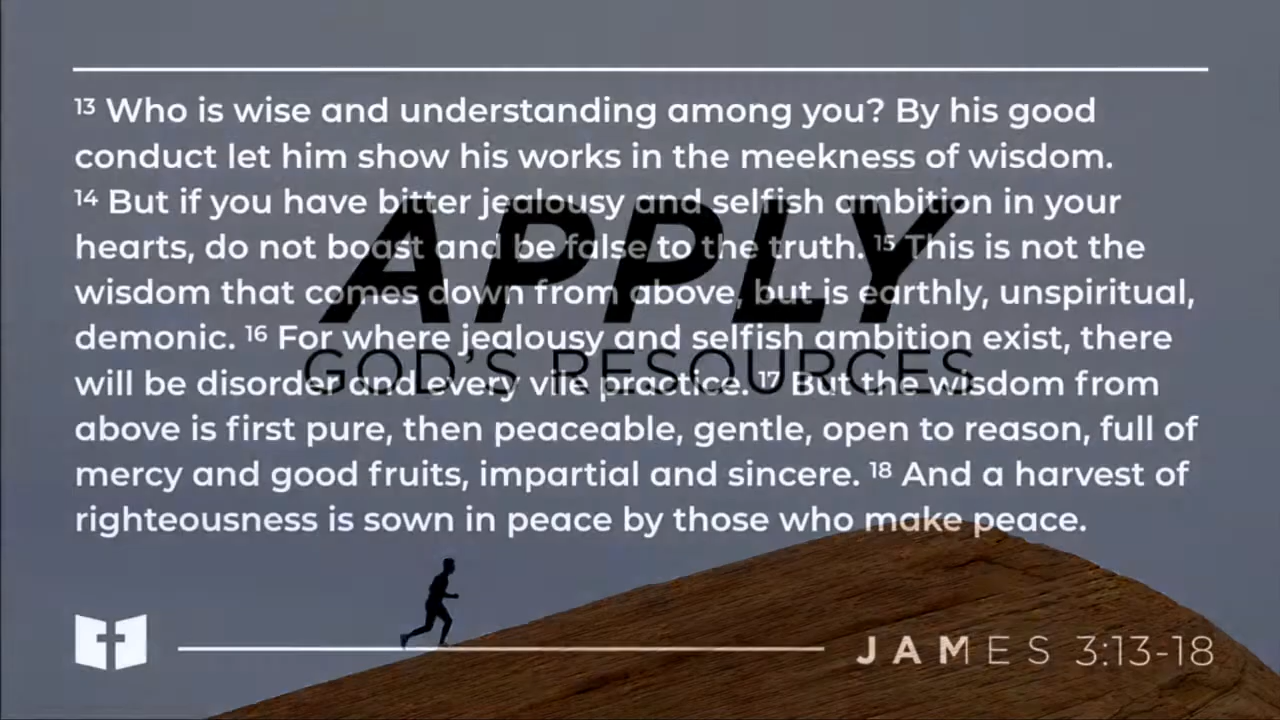 ¹³ Who is wise and understanding among you? By his good
conduct let him show his works in the meekness of wisdom.
¹⁴ But if you have bitter jealousy and selfish ambition in your
hearts, do not boast and be false to the truth. ¹⁵ This is not the
wisdom that comes down from above, but is earthly, unspiritual,
demonic. ¹⁶ For where jealousy and selfish ambition exist, there
will be disorder and every vile practice. ¹⁷ But the wisdom from
above is first pure, then peaceable, gentle, open to reason, full of
mercy and good fruits, impartial and sincere. ¹⁸ And a harvest of
righteousness is sown in peace by those who make peace.
APPLY
GOD'S RESOURCES
JAMES 3:13-18